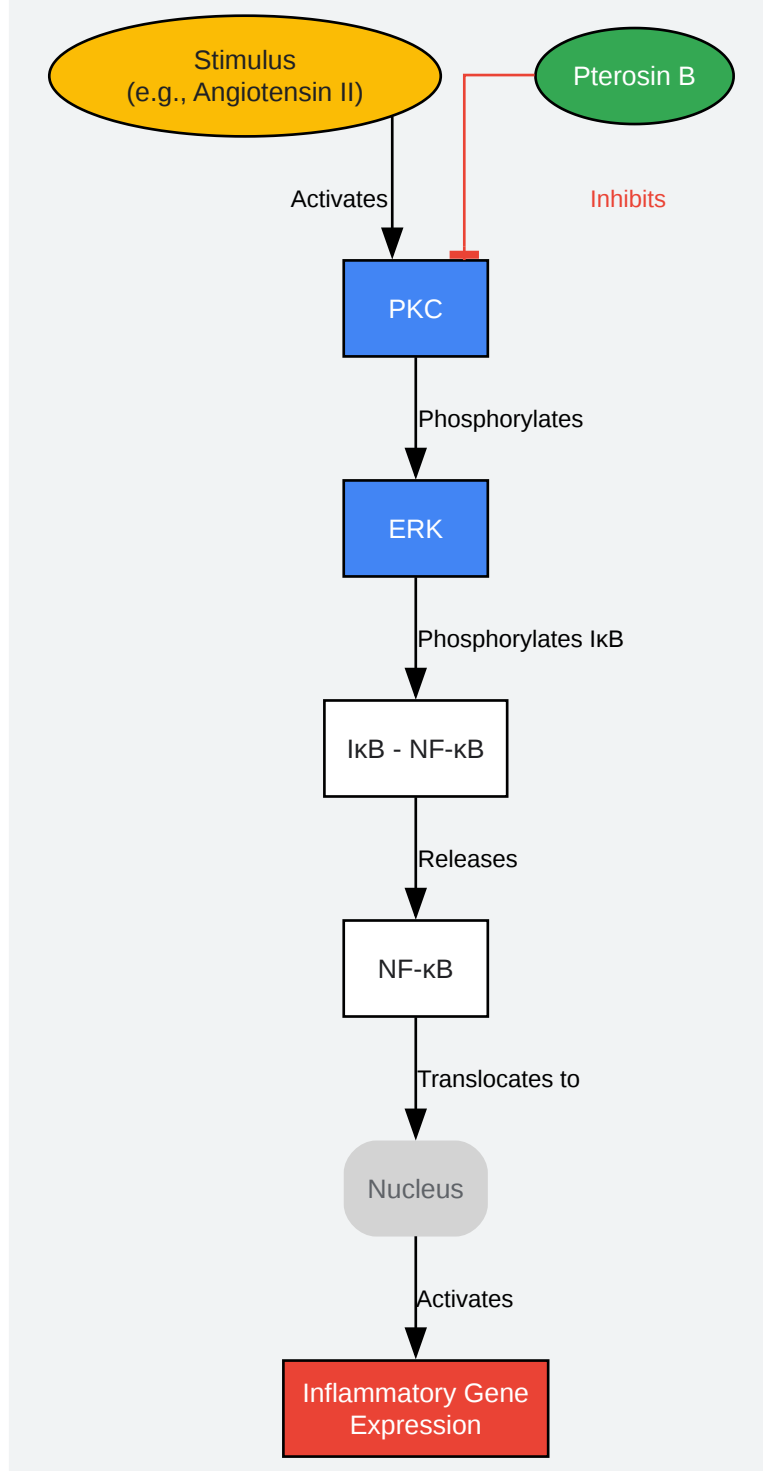 Stimulus
(e.g., Angiotensin II)
Pterosin B
Activates
Inhibits
PKC
Phosphorylates
ERK
Phosphorylates IκB
IκB - NF-κB
Releases
NF-κB
Translocates to
Nucleus
Activates
Inflammatory Gene
Expression